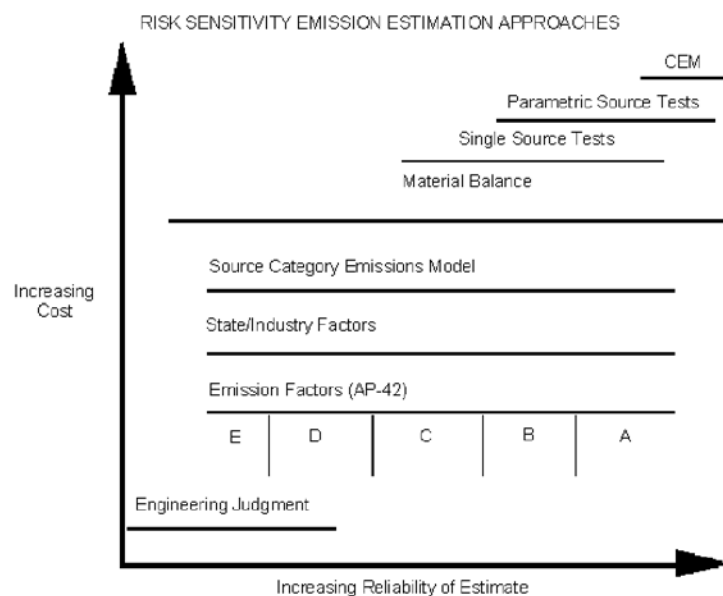 RISK SENSITIVITY EMISSION ESTIMATION APPROACHES
CEM
Parametric Source Tests
Single Source Tests
Material Balance
Source Category Emissions Model
Increasing
Cost
State/Industry Factors
Emission Factors (AP-42)
E D C B A
Engineering Judgment
Increasing Reliability of Estimate